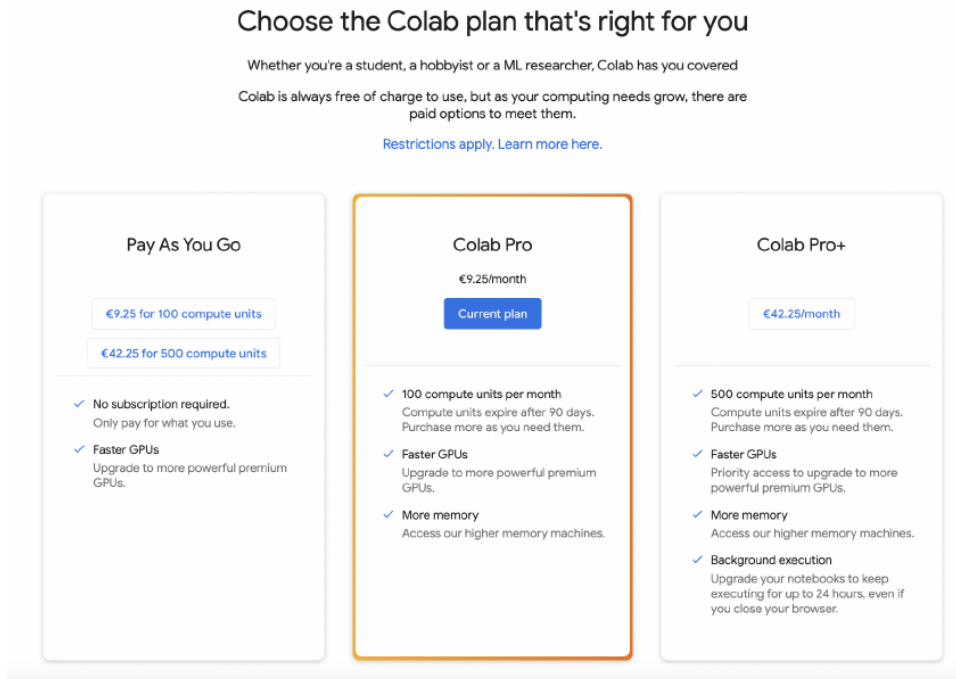 Choose the Colab plan that's right for you
Whether you're a student, a hobbyist or a ML researcher, Colab has you covered
Colab is always free of charge to use, but as your computing needs grow, there are
paid options to meet them.
Restrictions apply. Learn more here.
Pay As You Go
€9.25 for 100 compute units
€42.25 for 500 compute units
No subscription required.
Only pay for what you use.
Faster GPUs
Upgrade to more powerful premium
GPUs.
Colab Pro
€9.25/month
Current plan
100 compute units per month
Compute units expire after 90 days.
Purchase more as you need them.
Faster GPUs
Upgrade to more powerful premium
GPUs.
More memory
Access our higher memory machines.
Colab Pro+
€42.25/month
500 compute units per month
Compute units expire after 90 days.
Purchase more as you need them.
Faster GPUs
Priority access to upgrade to more
powerful premium GPUs.
More memory
Access our higher memory machines.
Background execution
Upgrade your notebooks to keep
executing for up to 24 hours, even if
you close your browser.